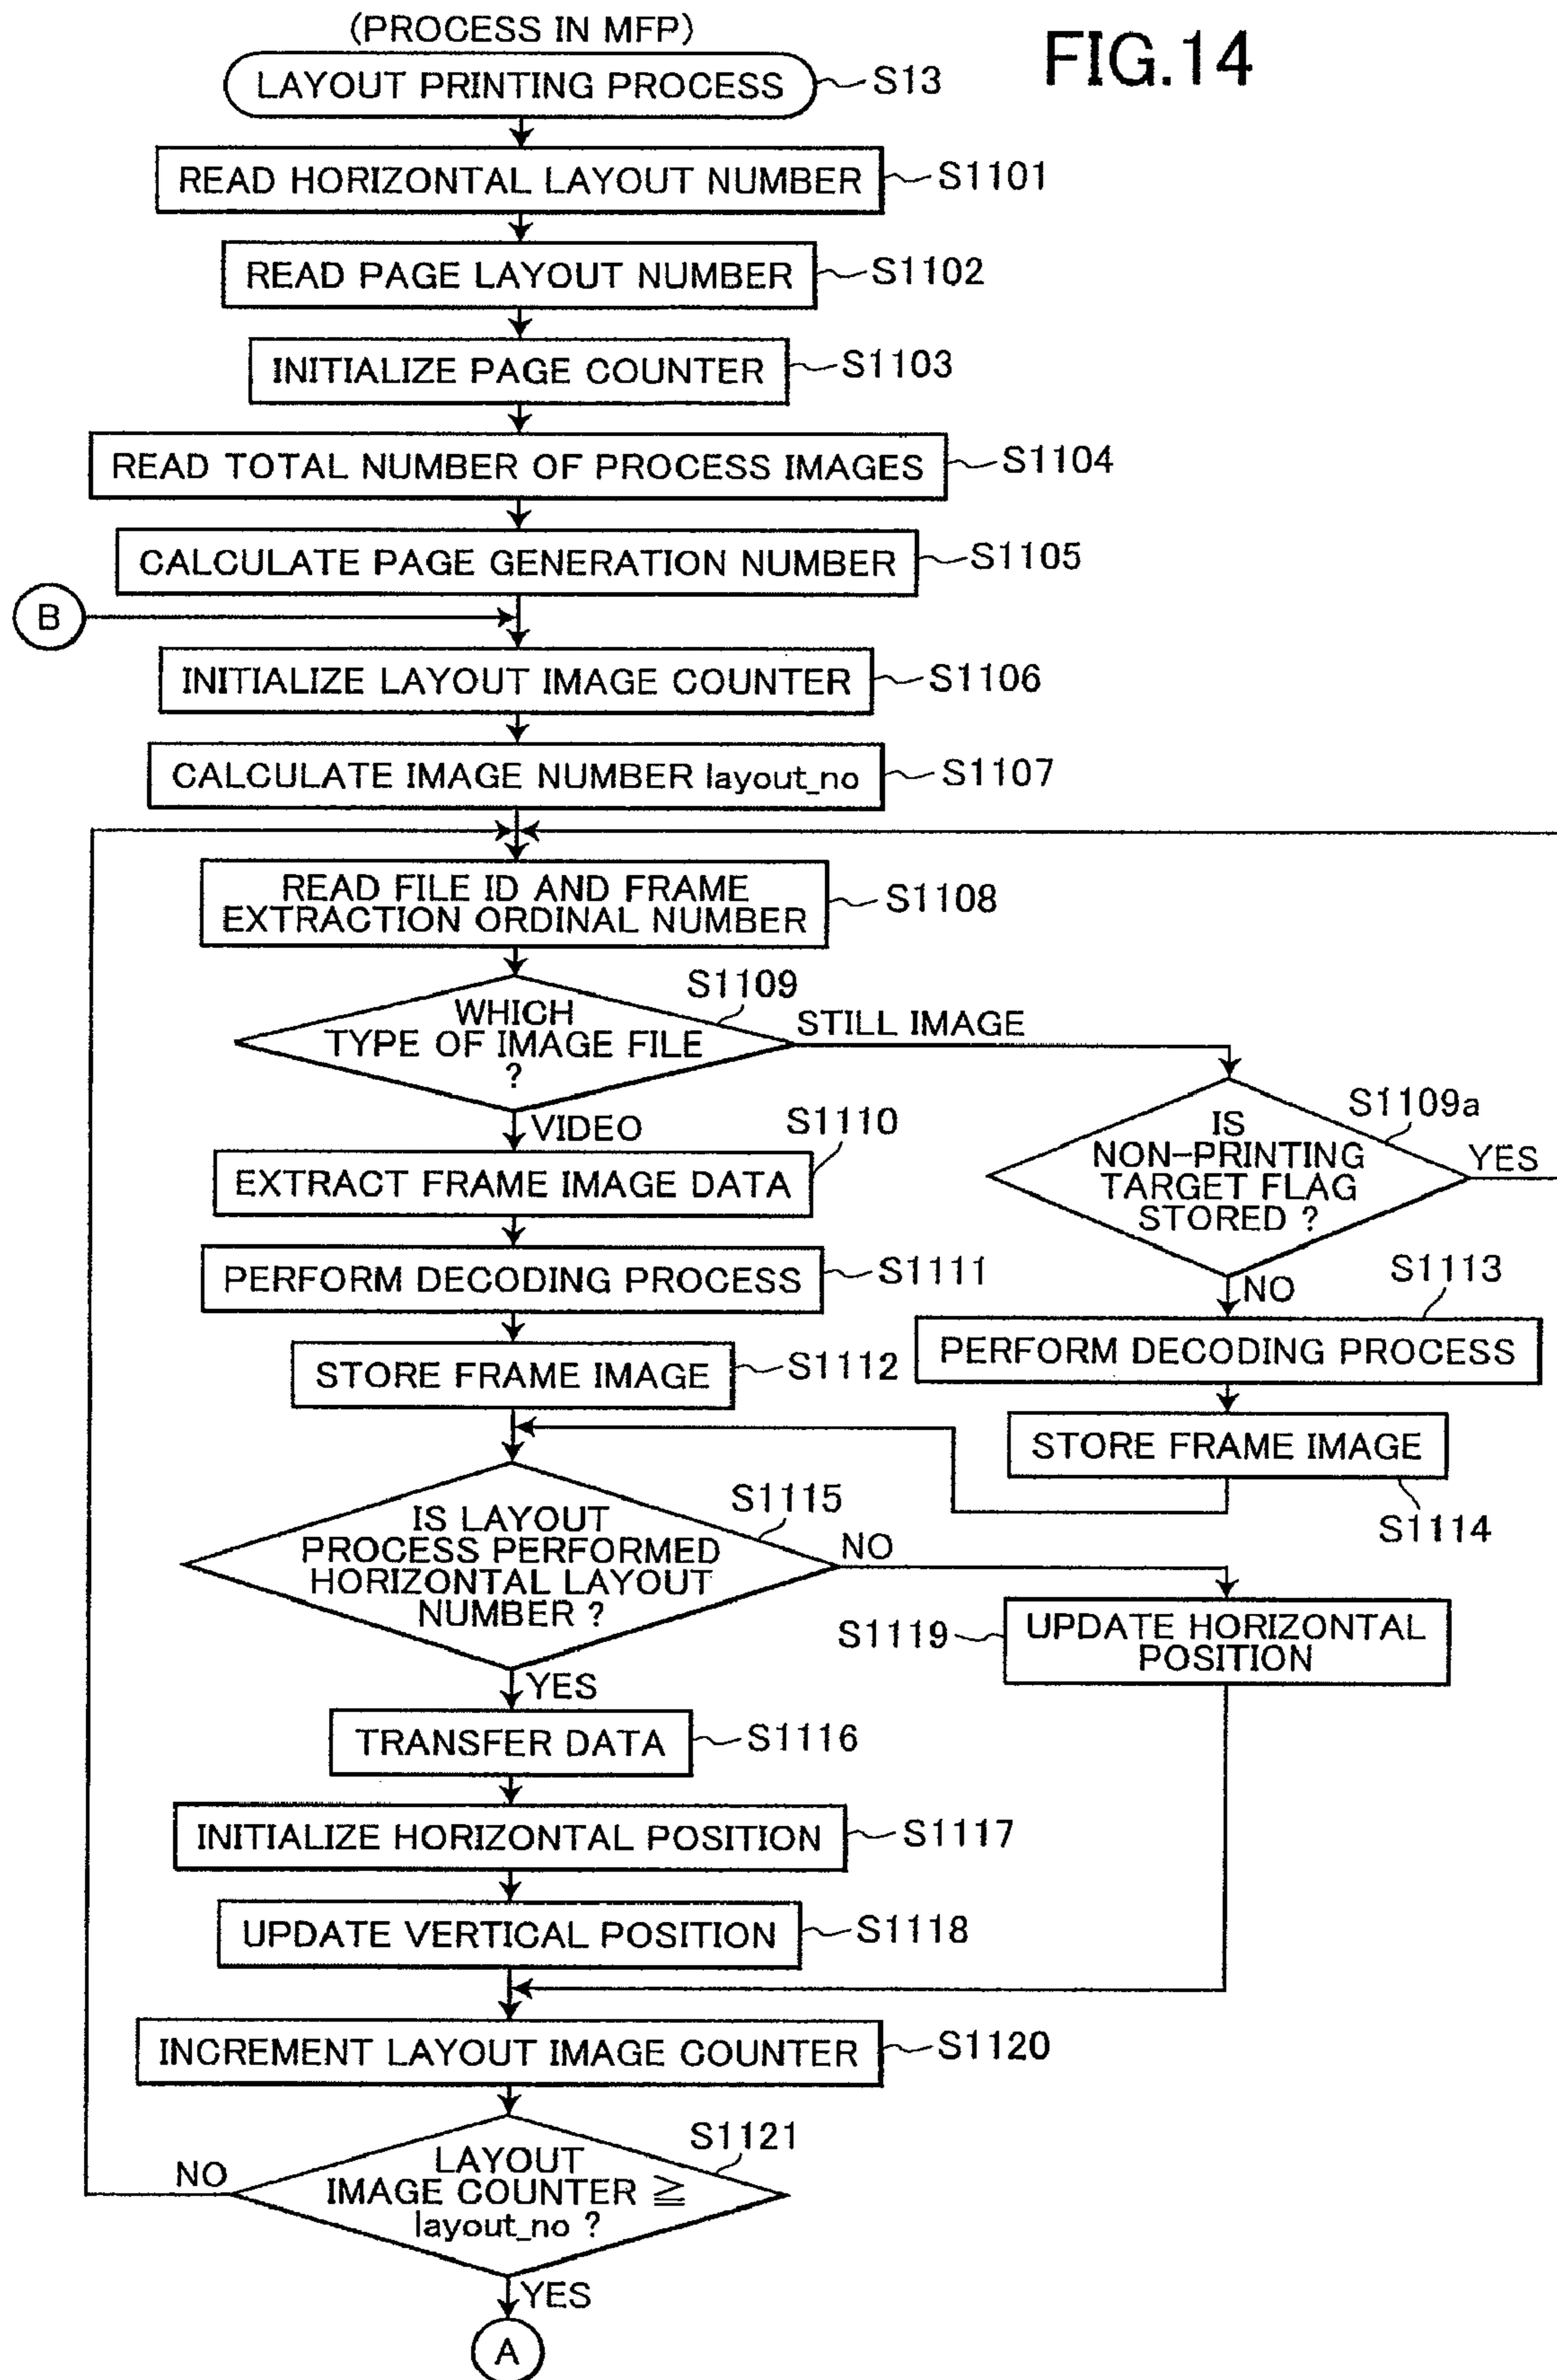 (PROCESS IN MFP)
FIG.14
LAYOUT PRINTING PROCESS
S13
READ HORIZONTAL LAYOUT NUMBER
S1101
READ PAGE LAYOUT NUMBER
S1102
INITIALIZE PAGE COUNTER
S1103
READ TOTAL NUMBER OF PROCESS IMAGES
S1104
CALCULATE PAGE GENERATION NUMBER
S1105
B
INITIALIZE LAYOUT IMAGE COUNTER
S1106
CALCULATE IMAGE NUMBER layout_no
S1107
READ FILE ID AND FRAME
EXTRACTION ORDINAL NUMBER
S1108
S1109
WHICH
TYPE OF IMAGE FILE
?
STILL IMAGE
VIDEO
S1109a
IS
NON-PRINTING
TARGET FLAG
STORED ?
YES
NO
S1110
EXTRACT FRAME IMAGE DATA
PERFORM DECODING PROCESS
S1111
S1113
PERFORM DECODING PROCESS
STORE FRAME IMAGE
S1112
STORE FRAME IMAGE
S1114
S1115
IS LAYOUT
PROCESS PERFORMED
HORIZONTAL LAYOUT
NUMBER ?
NO
S1119
UPDATE HORIZONTAL
POSITION
YES
TRANSFER DATA
S1116
INITIALIZE HORIZONTAL POSITION
S1117
UPDATE VERTICAL POSITION
S1118
INCREMENT LAYOUT IMAGE COUNTER
S1120
S1121
LAYOUT
IMAGE COUNTER ≧
layout_no ?
NO
YES
A